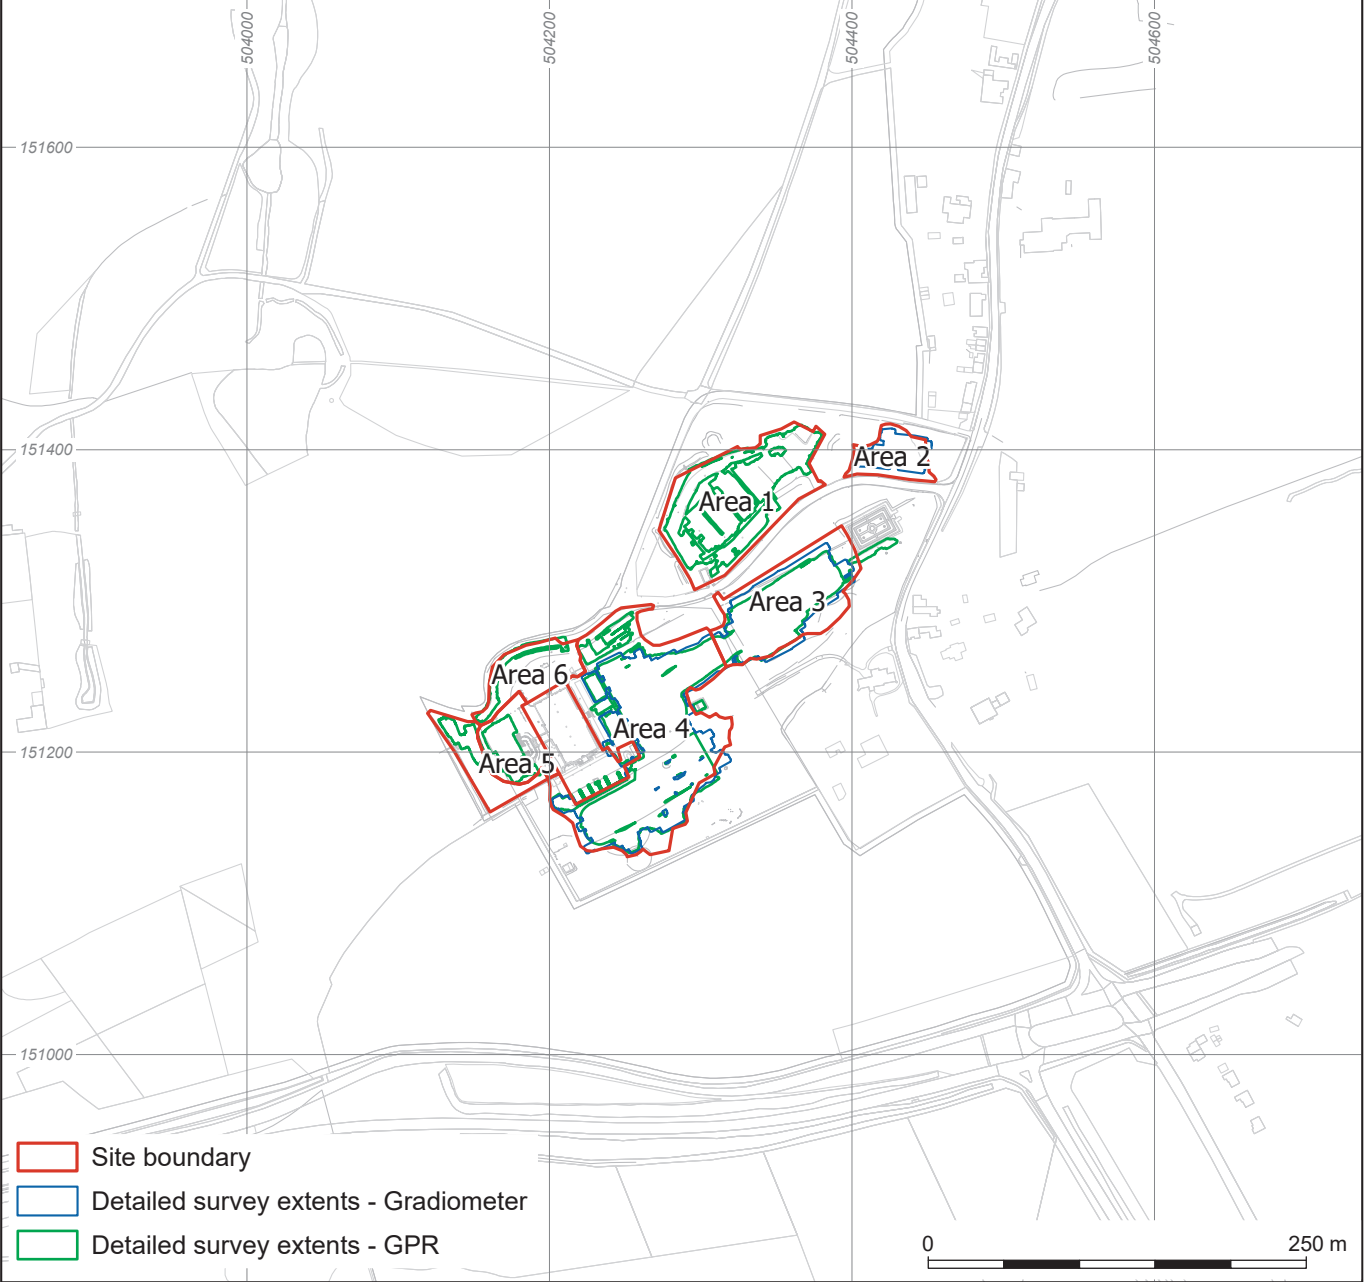 504000
504200
504400
504600
151600
151400
Area 2
Area 1
Area 3
Area 6
Area 4
151200
Area 5
151000
Site boundary
Detailed survey extents - Gradiometer
Detailed survey extents - GPR
0
250 m